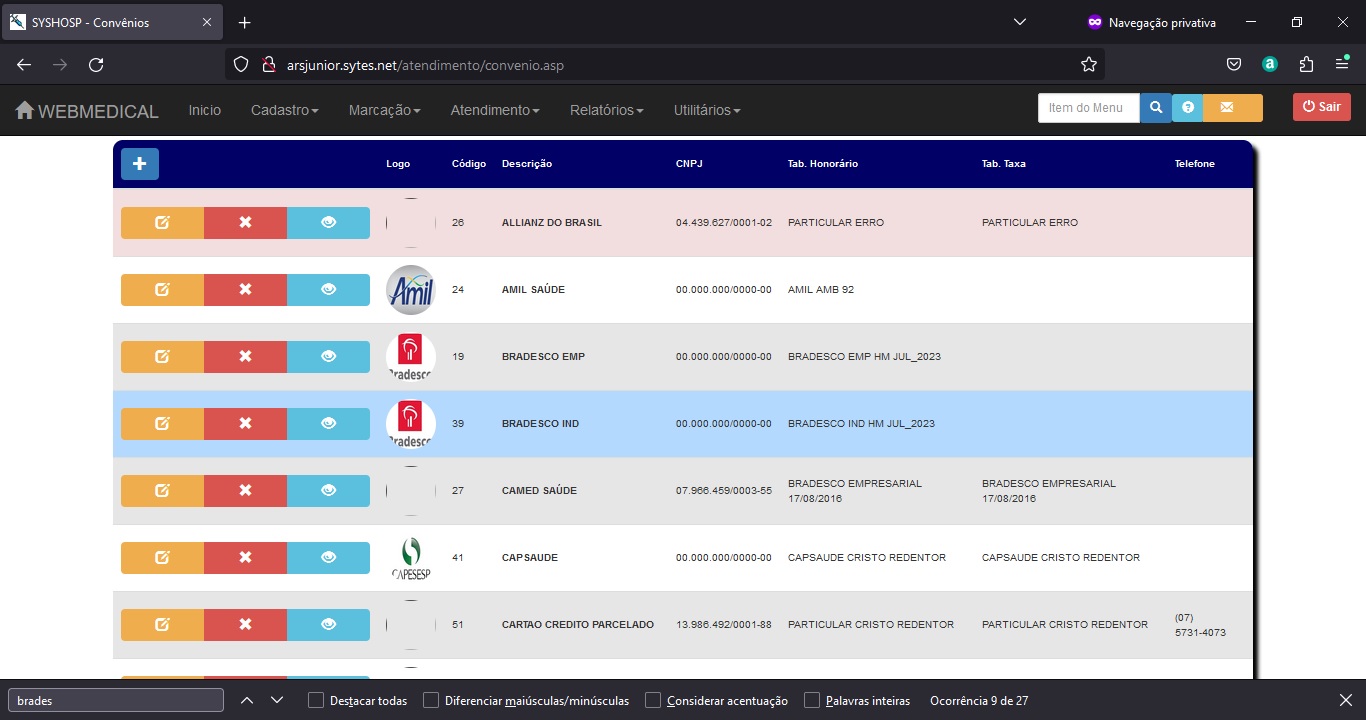 SYSHOSP - Convênios
Navegação privativa
arsjunior.sytes.net/atendimento/convenio.asp
WEBMEDICAL Inicio Cadastro Marcação Atendimento Relatórios Utilitários Item do Menu Sair
Logo Código Descrição CNPJ Tab. Honorário Tab. Taxa Telefone
26 ALLIANZ DO BRASIL 04.439.627/0001-02 PARTICULAR ERRO PARTICULAR ERRO
Amil 24 AMIL SAÚDE 00.000.000/0000-00 AMIL AMB 92
Bradesco 19 BRADESCO EMP 00.000.000/0000-00 BRADESCO EMP HM JUL_2023
Bradesco 39 BRADESCO IND 00.000.000/0000-00 BRADESCO IND HM JUL_2023
27 CAMED SAÚDE 07.966.459/0003-55 BRADESCO EMPRESARIAL 17/08/2016 BRADESCO EMPRESARIAL 17/08/2016
CAPESESP 41 CAPSAUDE 00.000.000/0000-00 CAPSAUDE CRISTO REDENTOR CAPSAUDE CRISTO REDENTOR
51 CARTAO CREDITO PARCELADO 13.986.492/0001-88 PARTICULAR CRISTO REDENTOR PARTICULAR CRISTO REDENTOR (07) 5731-4073
brades Destacar todas Diferenciar maiúsculas/minúsculas Considerar acentuação Palavras inteiras Ocorrência 9 de 27